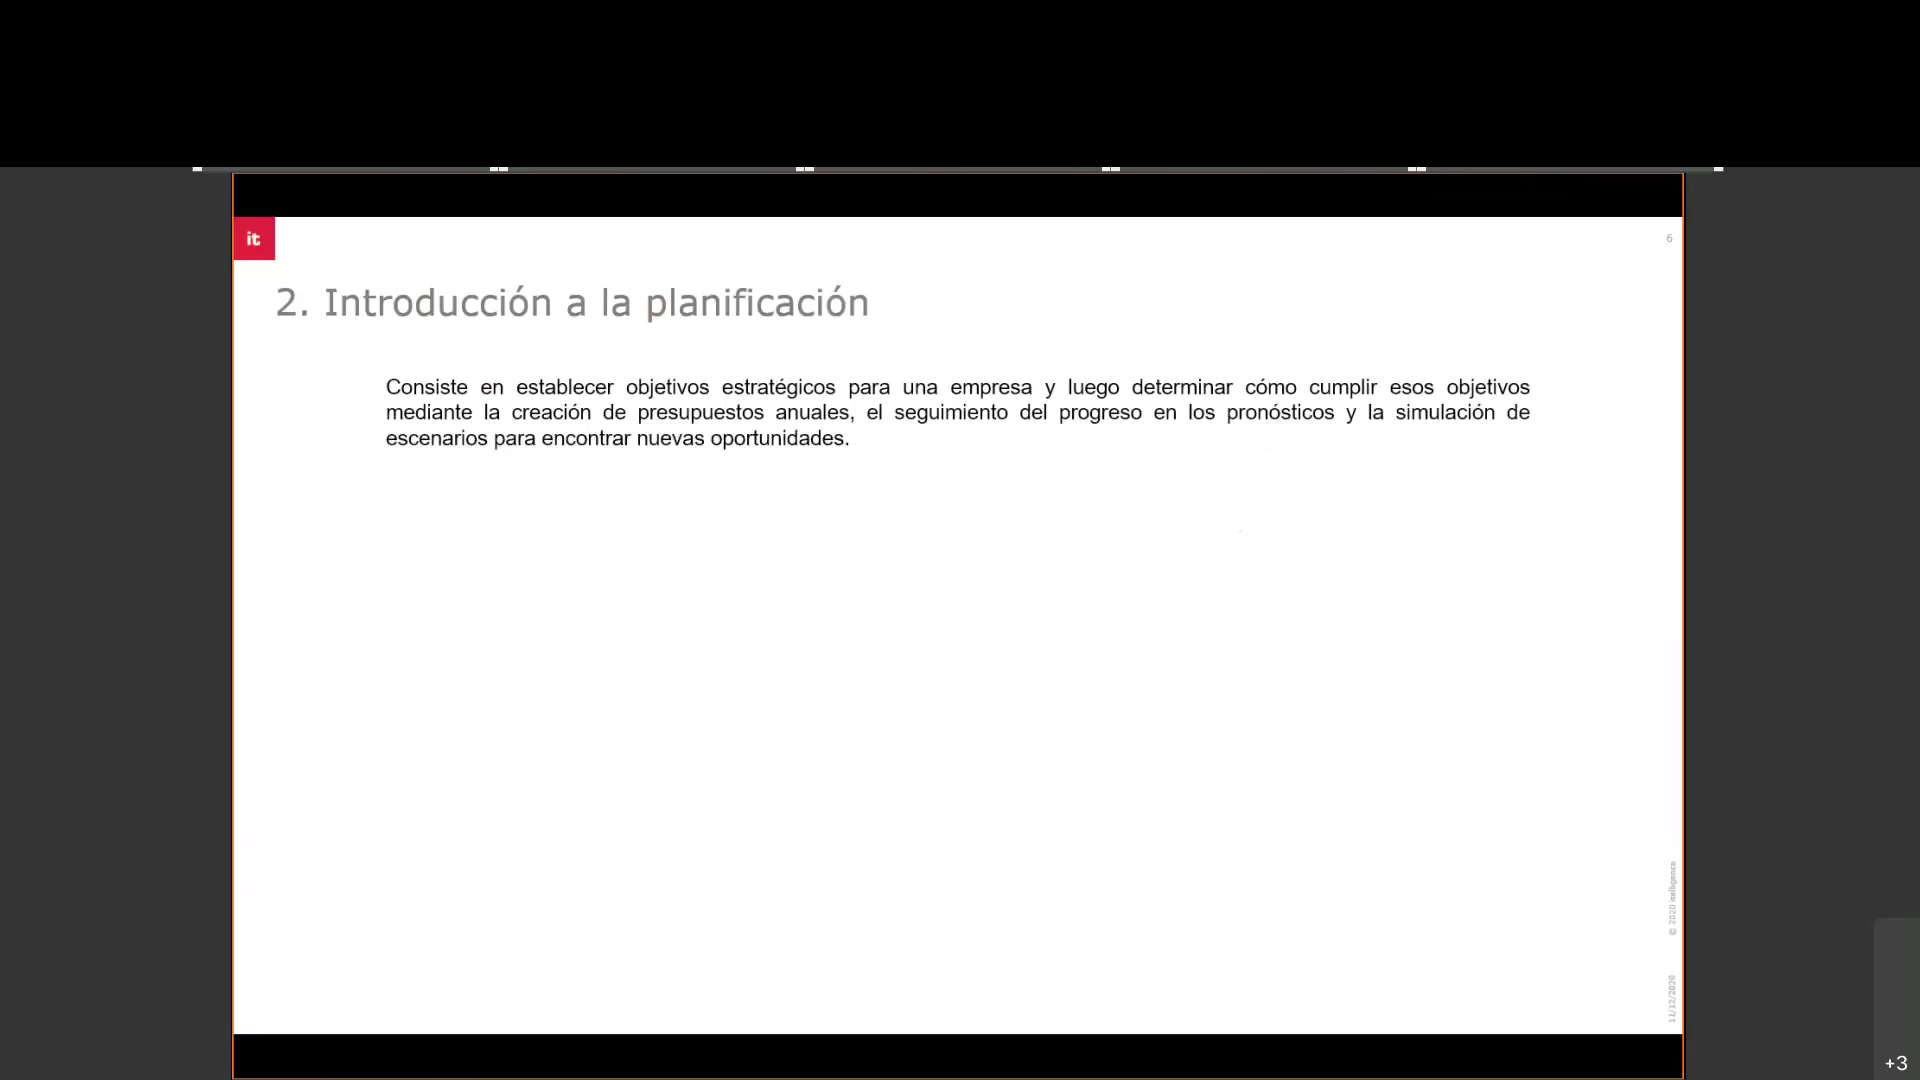 it
6
2. Introducción a la planificación
Consiste en establecer objetivos estratégicos para una empresa y luego determinar cómo cumplir esos objetivos
mediante la creación de presupuestos anuales, el seguimiento del progreso en los pronósticos y la simulación de
escenarios para encontrar nuevas oportunidades.
© 2020 itelligence
11/12/2020
+3